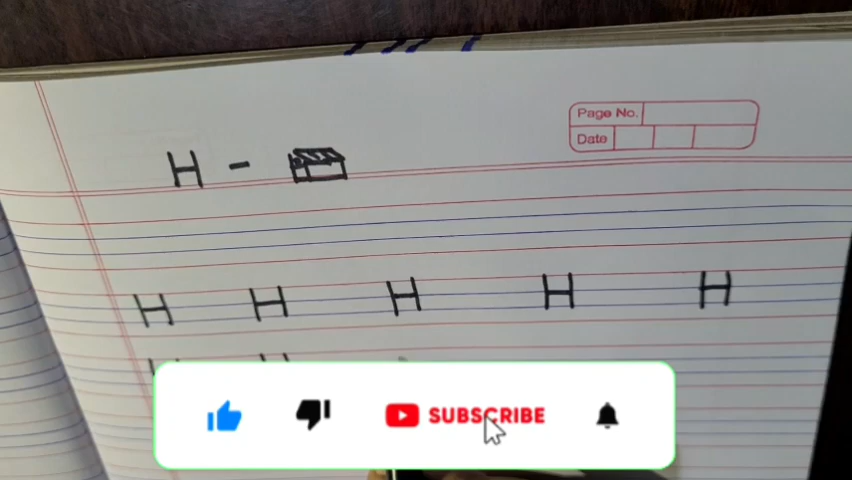 Page No.
Date
H -
H H H H H
H H
SUBSCRIBE